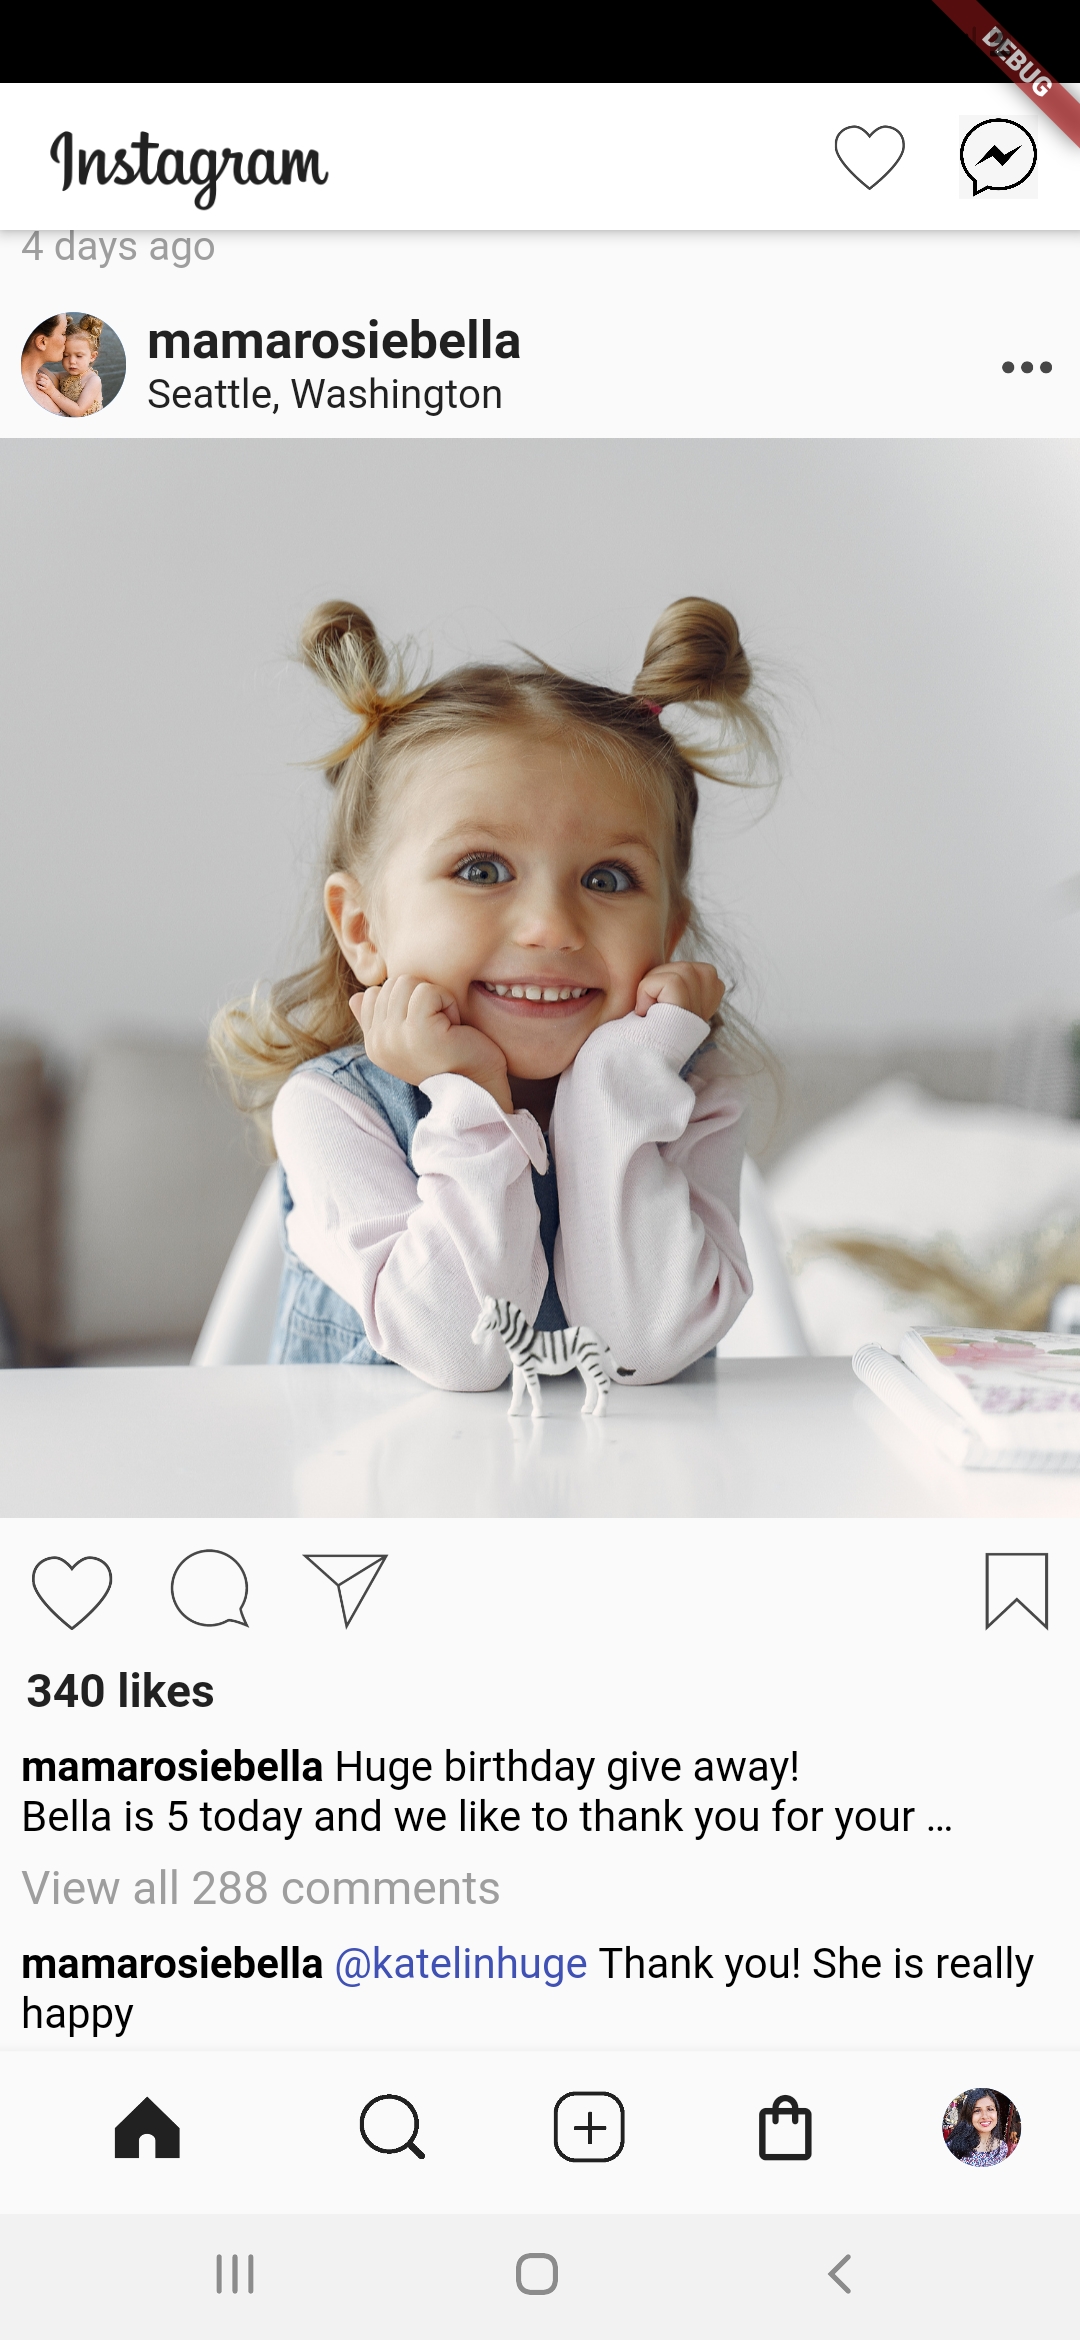 DEBUG
Instagram
4 days ago
mamarosiebella
Seattle, Washington
340 likes
mamarosiebella Huge birthday give away!
Bella is 5 today and we like to thank you for your ...
View all 288 comments
mamarosiebella @katelinhuge Thank you! She is really
happy